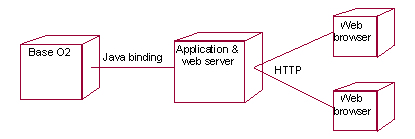 Base O2
Java binding
Application &
web server
HTTP
Web
browser
Web
browser